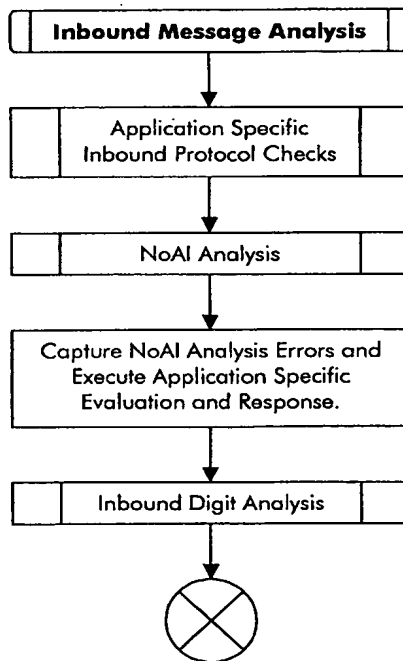 Inbound Message Analysis
Application Specific
Inbound Protocol Checks
NoAI Analysis
Capture NoAI Analysis Errors and
Execute Application Specific
Evaluation and Response.
Inbound Digit Analysis